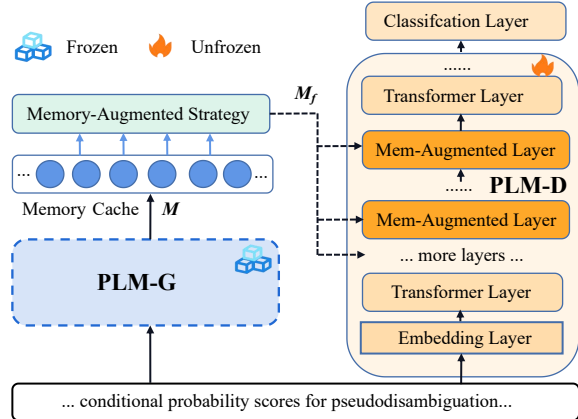 Frozen
Unfrozen
Memory-Augmented Strategy
M_f
... ...
Memory Cache
M
PLM-G
Classifcation Layer
......
Transformer Layer
Mem-Augmented Layer
......
PLM-D
Mem-Augmented Layer
... more layers ...
Transformer Layer
Embedding Layer
... conditional probability scores for pseudodisambiguation...